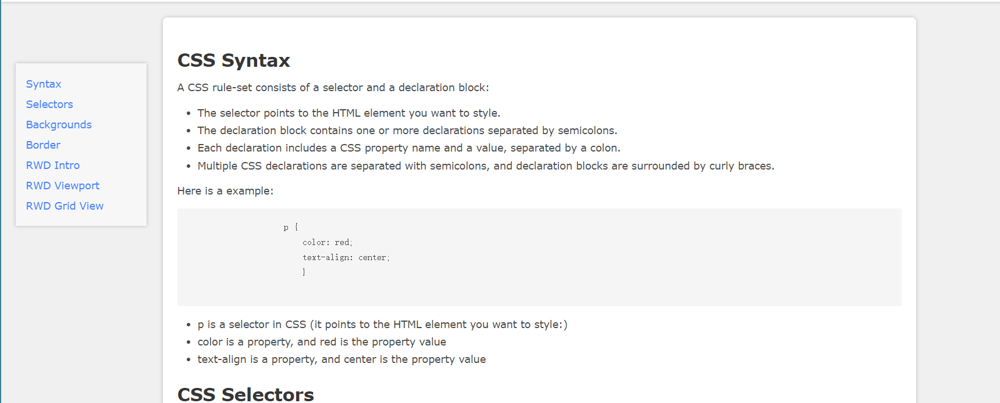 Syntax
Selectors
Backgrounds
Border
RWD Intro
RWD Viewport
RWD Grid View
CSS Syntax
A CSS rule-set consists of a selector and a declaration block:
• The selector points to the HTML element you want to style.
• The declaration block contains one or more declarations separated by semicolons.
• Each declaration includes a CSS property name and a value, separated by a colon.
• Multiple CSS declarations are separated with semicolons, and declaration blocks are surrounded by curly braces.
Here is a example:
p {
color: red;
text-align: center;
}
• p is a selector in CSS (it points to the HTML element you want to style:)
• color is a property, and red is the property value
• text-align is a property, and center is the property value
CSS Selectors